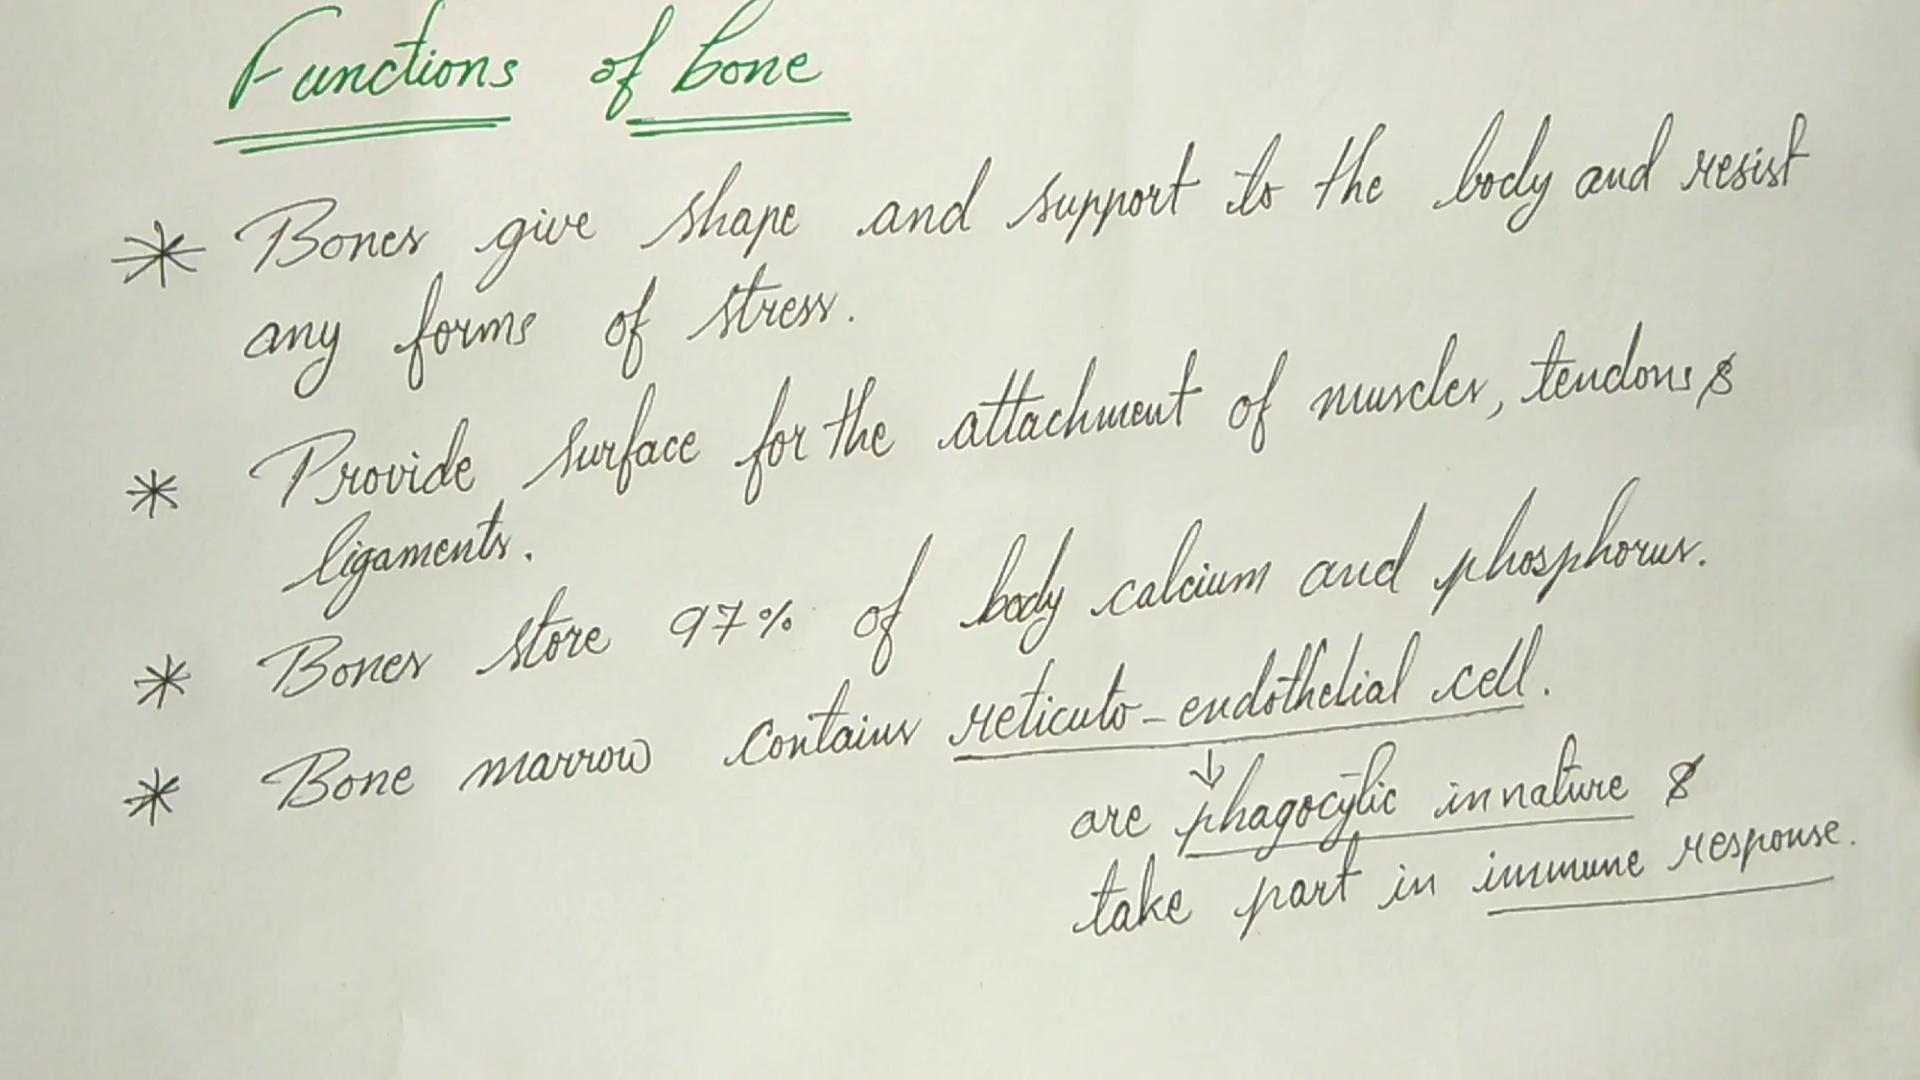 Functions of bone
* Bones give shape and support to the body and resist
any forms of stress.
* Provide surface for the attachment of muscles, tendons &
ligaments.
* Bones store 97% of body calcium and phosphorus.
* Bone marrow contains reticulo-endothelial cell.
↓
are phagocytic in nature &
take part in immune response.